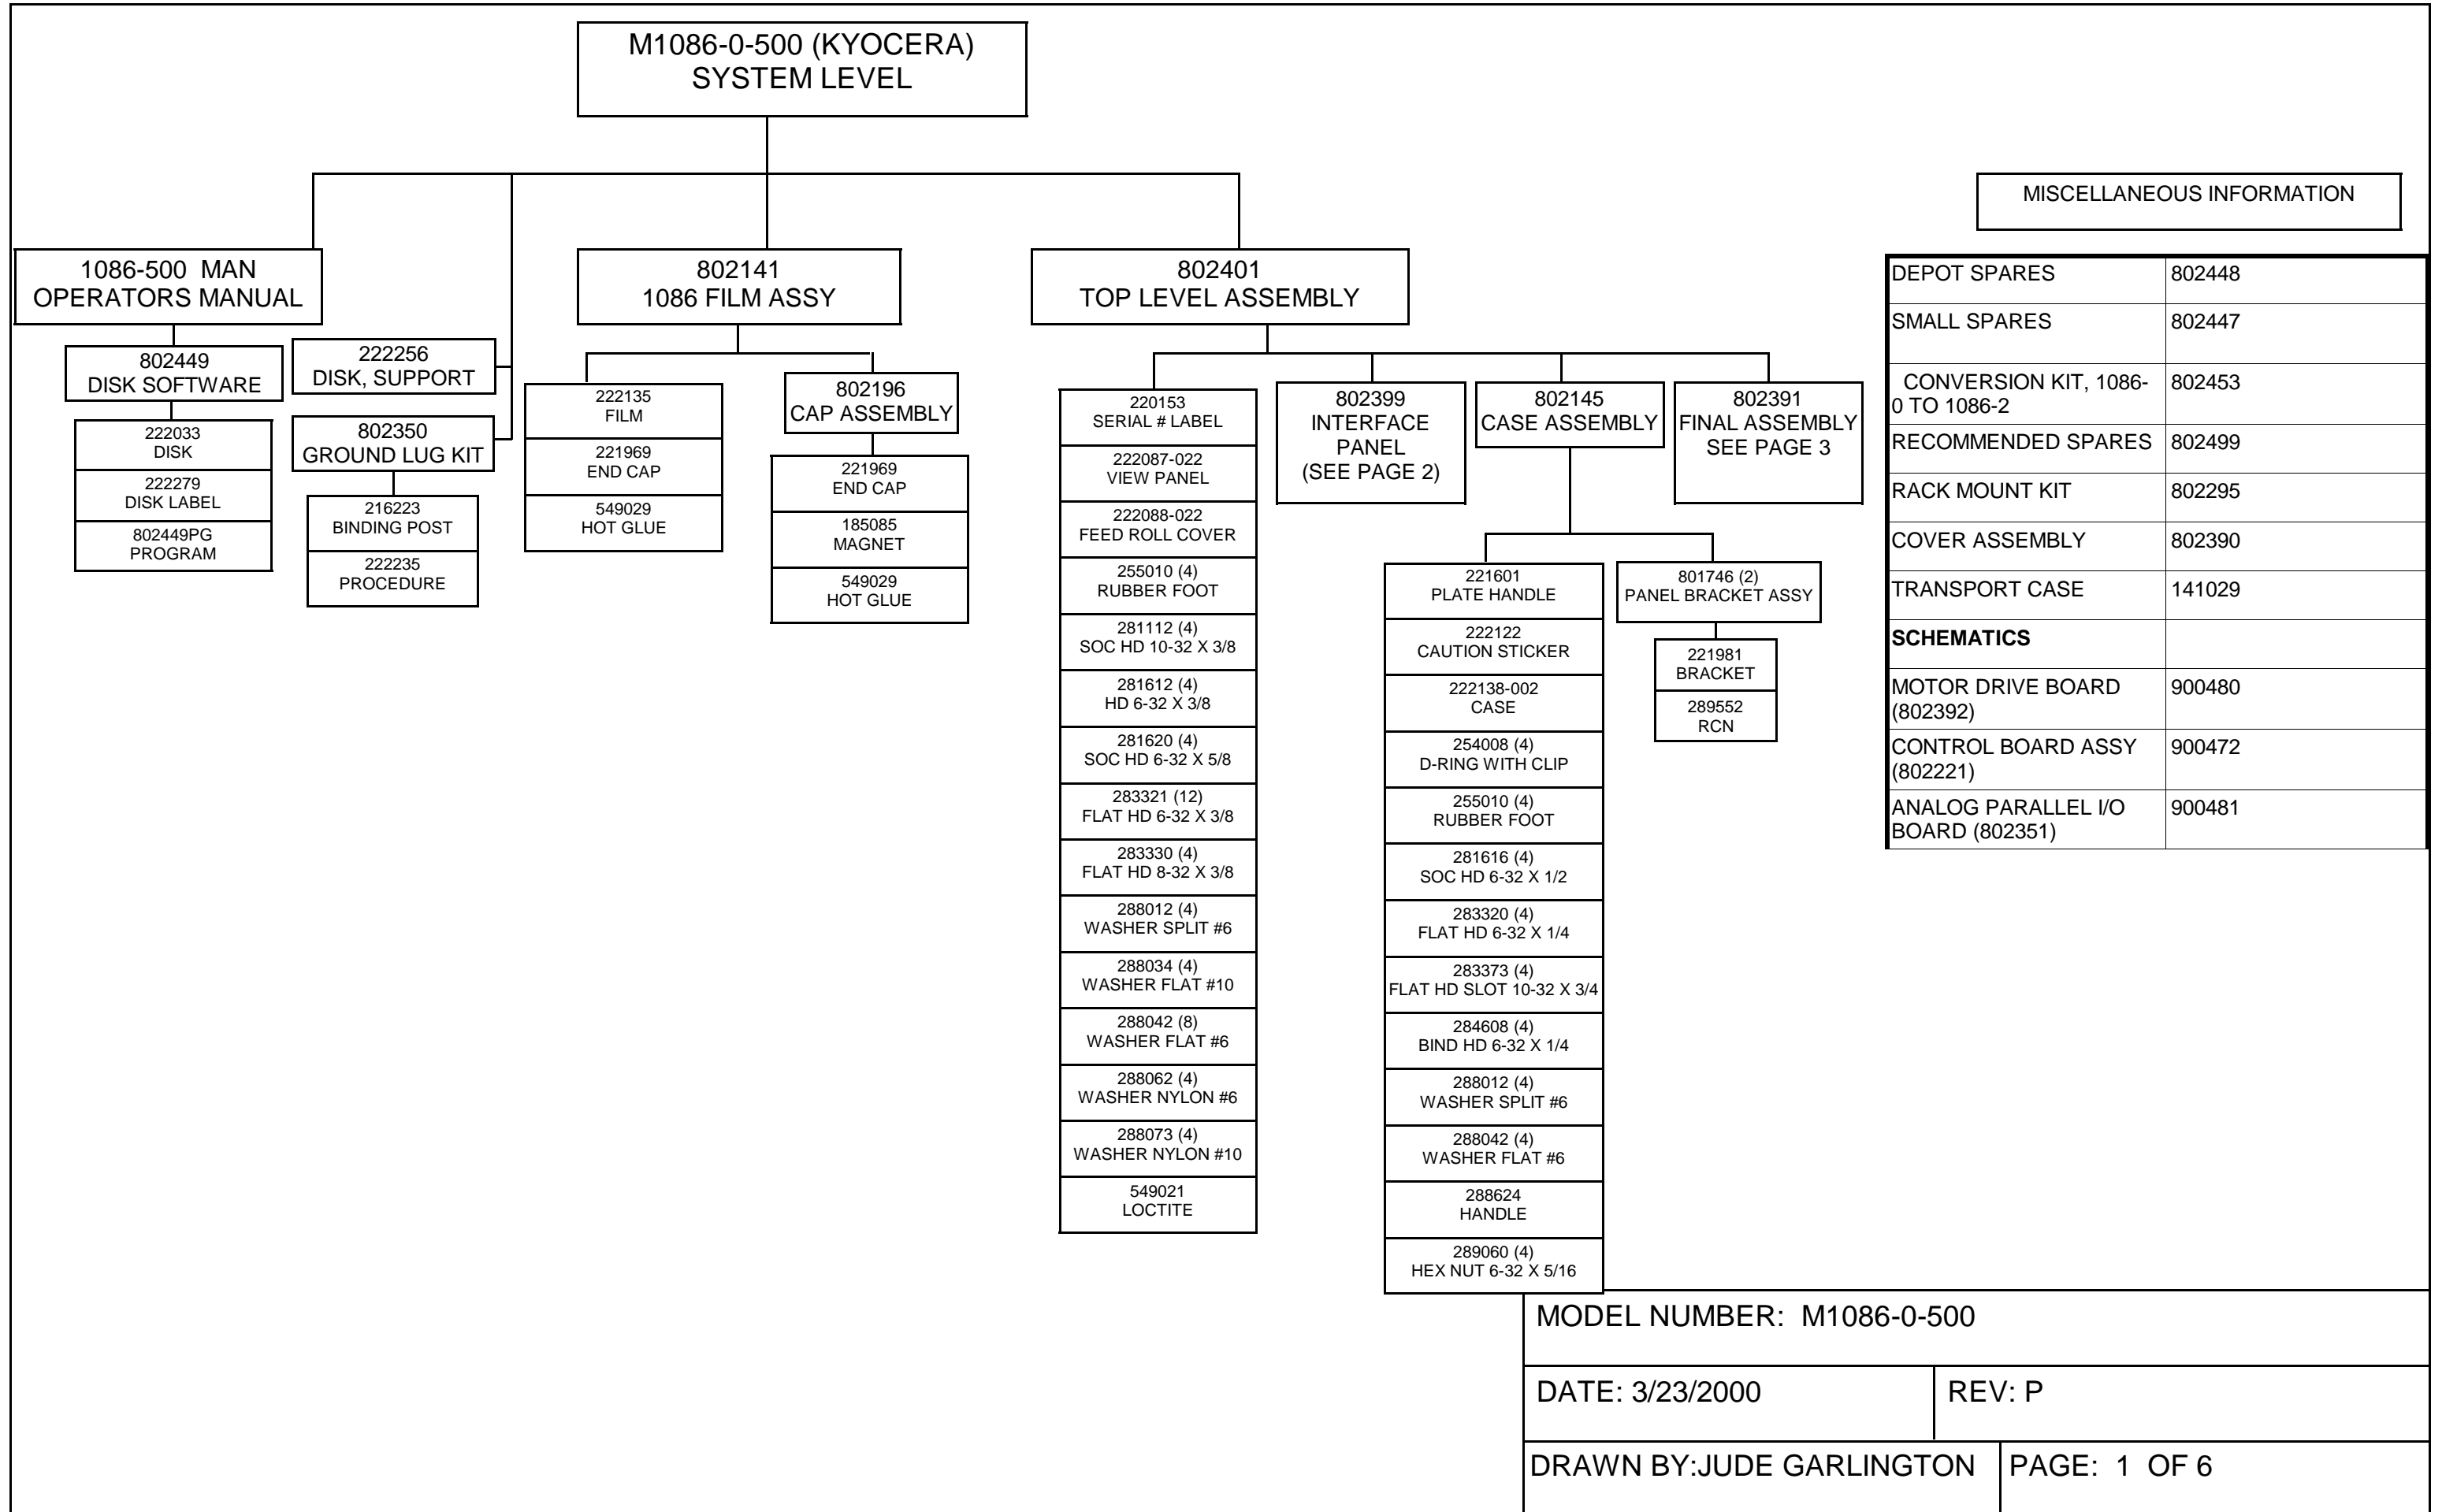 M1086-0-500 (KYOCERA)
SYSTEM LEVEL
MISCELLANEOUS INFORMATION
1086-500 MAN
OPERATORS MANUAL
802449
DISK SOFTWARE
222033
DISK
222279
DISK LABEL
802449PG
PROGRAM
222256
DISK, SUPPORT
802350
GROUND LUG KIT
216223
BINDING POST
222235
PROCEDURE
802141
1086 FILM ASSY
222135
FILM
221969
END CAP
549029
HOT GLUE
802196
CAP ASSEMBLY
221969
END CAP
185085
MAGNET
549029
HOT GLUE
802401
TOP LEVEL ASSEMBLY
220153
SERIAL # LABEL
222087-022
VIEW PANEL
222088-022
FEED ROLL COVER
255010 (4)
RUBBER FOOT
281112 (4)
SOC HD 10-32 X 3/8
281612 (4)
HD 6-32 X 3/8
281620 (4)
SOC HD 6-32 X 5/8
283321 (12)
FLAT HD 6-32 X 3/8
283330 (4)
FLAT HD 8-32 X 3/8
288012 (4)
WASHER SPLIT #6
288034 (4)
WASHER FLAT #10
288042 (8)
WASHER FLAT #6
288062 (4)
WASHER NYLON #6
288073 (4)
WASHER NYLON #10
549021
LOCTITE
802399
INTERFACE
PANEL
(SEE PAGE 2)
802145
CASE ASSEMBLY
221601
PLATE HANDLE
222122
CAUTION STICKER
222138-002
CASE
254008 (4)
D-RING WITH CLIP
255010 (4)
RUBBER FOOT
281616 (4)
SOC HD 6-32 X 1/2
283320 (4)
FLAT HD 6-32 X 1/4
283373 (4)
FLAT HD SLOT 10-32 X 3/4
284608 (4)
BIND HD 6-32 X 1/4
288012 (4)
WASHER SPLIT #6
288042 (4)
WASHER FLAT #6
288624
HANDLE
289060 (4)
HEX NUT 6-32 X 5/16
801746 (2)
PANEL BRACKET ASSY
221981
BRACKET
289552
RCN
802391
FINAL ASSEMBLY
SEE PAGE 3
DEPOT SPARES 802448
SMALL SPARES 802447
CONVERSION KIT, 1086- 802453
0 TO 1086-2
RECOMMENDED SPARES 802499
RACK MOUNT KIT 802295
COVER ASSEMBLY 802390
TRANSPORT CASE 141029
SCHEMATICS
MOTOR DRIVE BOARD 900480
(802392)
CONTROL BOARD ASSY 900472
(802221)
ANALOG PARALLEL I/O 900481
BOARD (802351)
MODEL NUMBER: M1086-0-500
DATE: 3/23/2000 REV: P
DRAWN BY:JUDE GARLINGTON PAGE: 1 OF 6